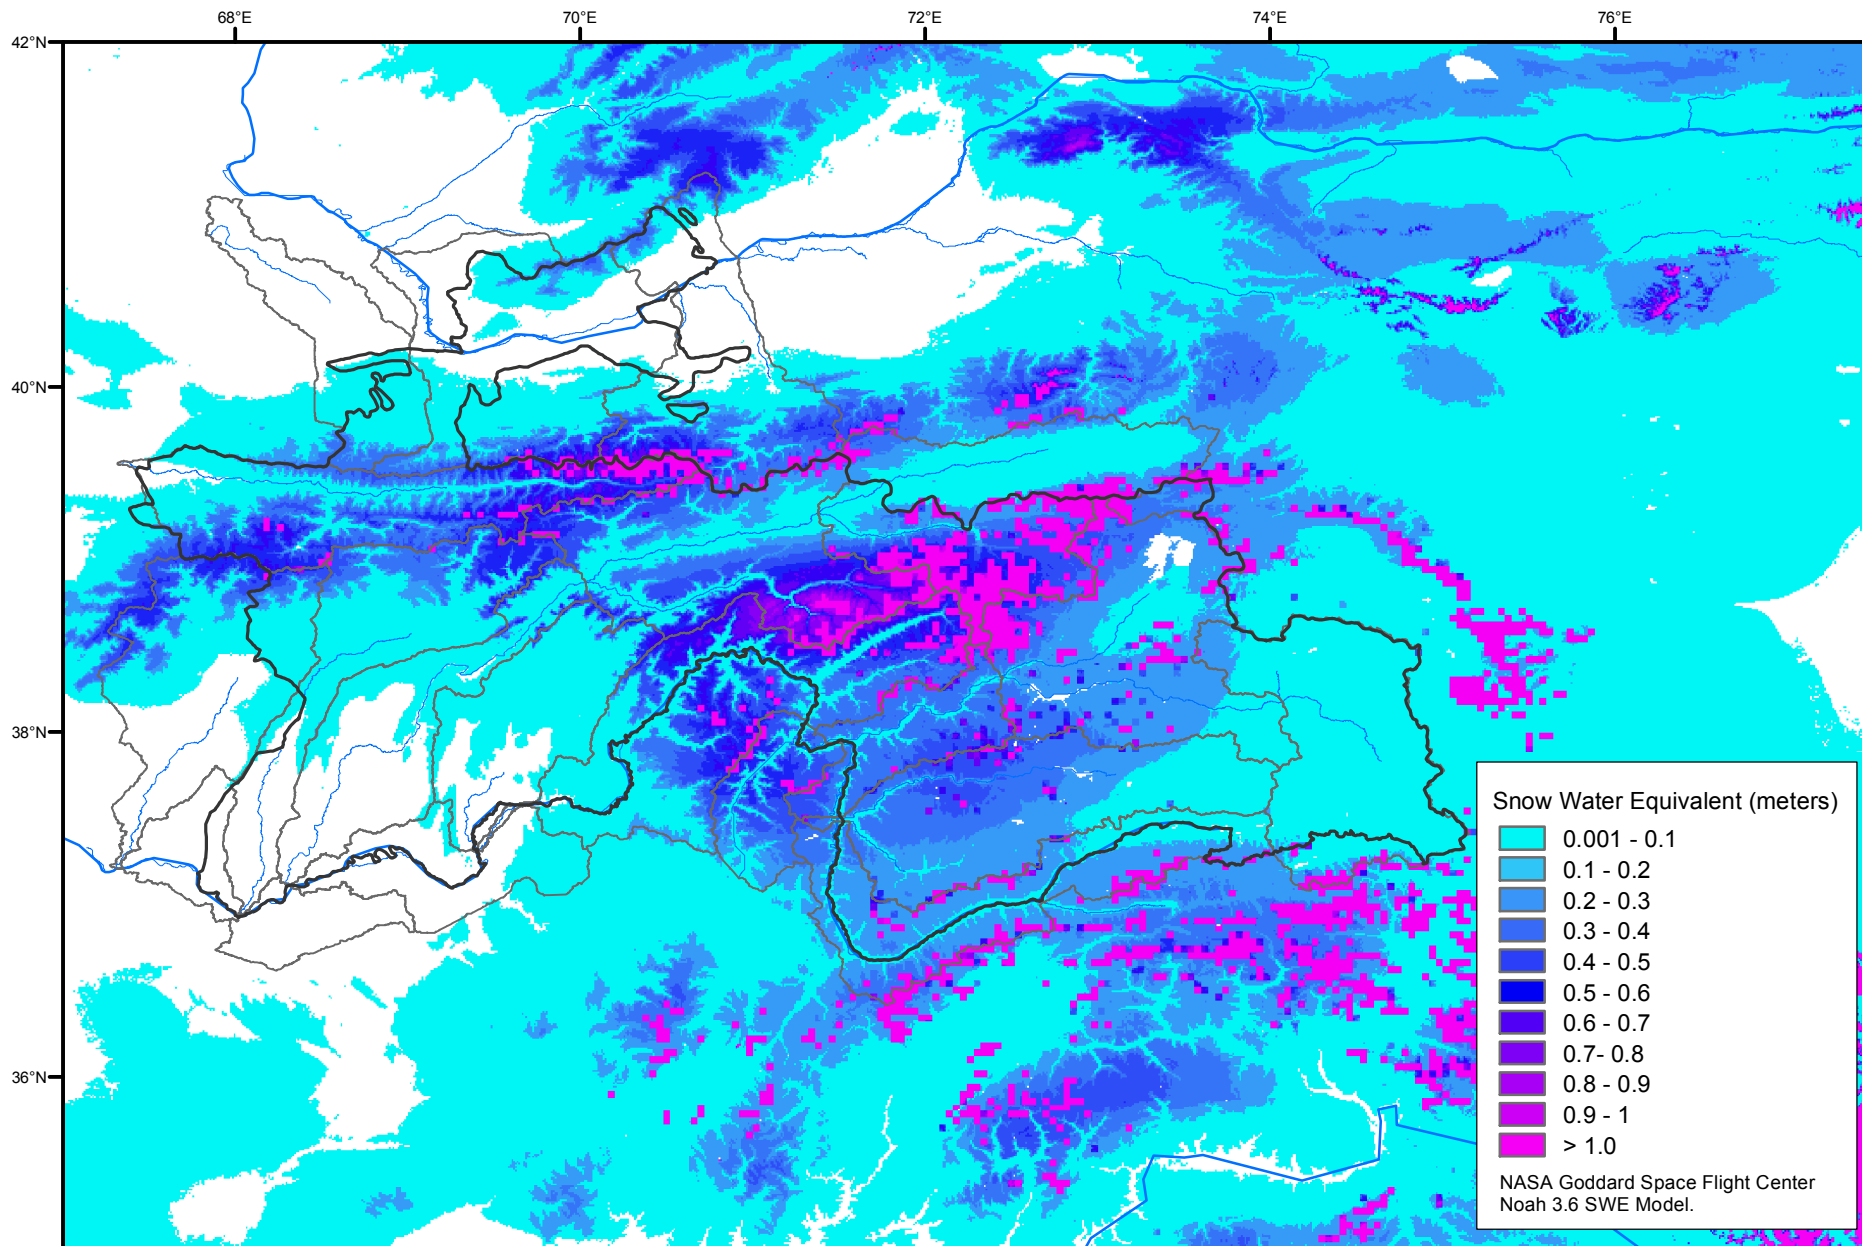 68°E
70°E
72°E
74°E
76°E
42°N
40°N
38°N
36°N
Snow Water Equivalent (meters)
0.001 - 0.1
0.1 - 0.2
0.2 - 0.3
0.3 - 0.4
0.4 - 0.5
0.5 - 0.6
0.6 - 0.7
0.7- 0.8
0.8 - 0.9
0.9 - 1
> 1.0
NASA Goddard Space Flight Center
Noah 3.6 SWE Model.